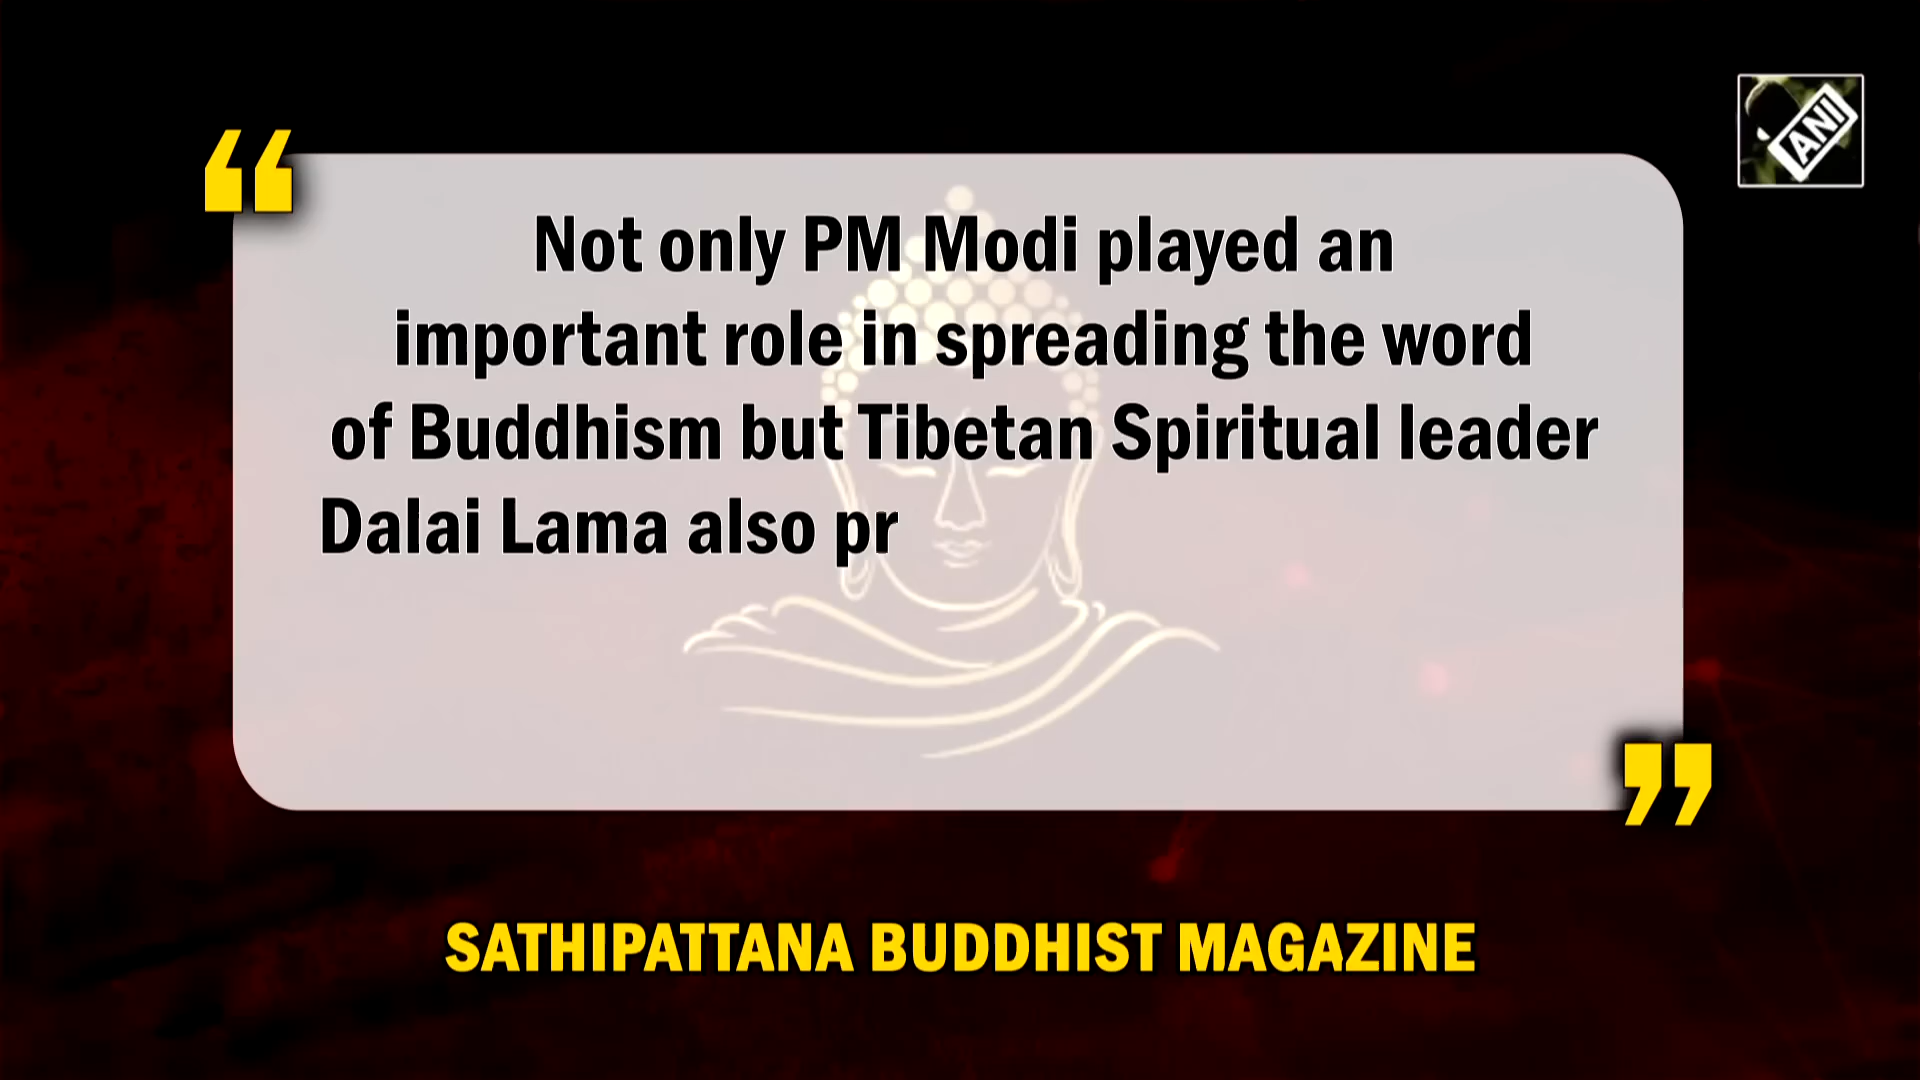 ANI
“
Not only PM Modi played an
important role in spreading the word
of Buddhism but Tibetan Spiritual leader
Dalai Lama also pr
”
SATHIPATTANA BUDDHIST MAGAZINE